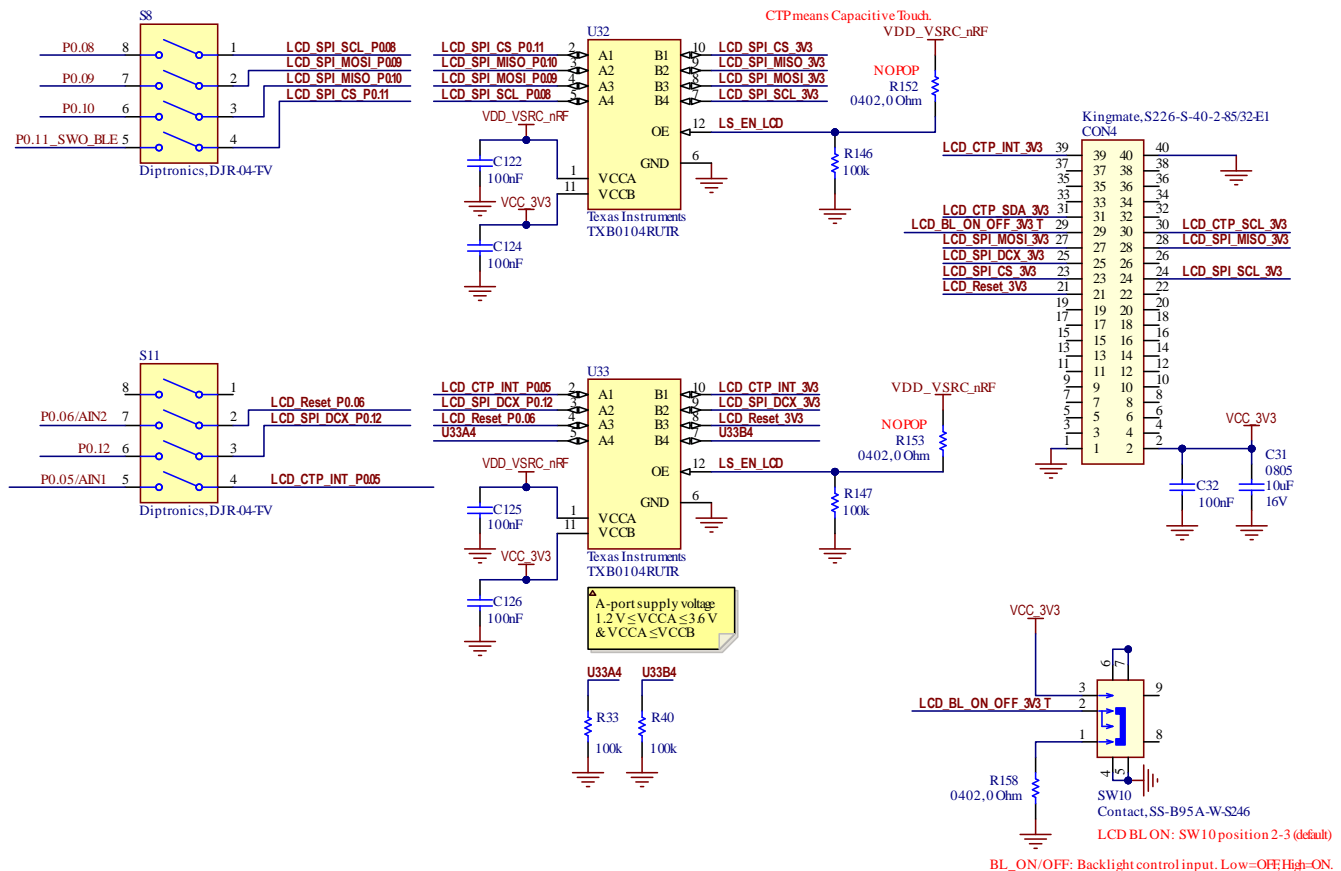 CTP means Capacitive Touch.
S8
P0.08 8 1 LCD_SPI_SCL_P0.08
P0.09 7 2 LCD_SPI_MOSI_P0.09
P0.10 6 3 LCD_SPI_MISO_P0.10
P0.11_SWO_BLE 5 4 LCD_SPI_CS_P0.11
Diptronics, DJR-04-T-V
U32
LCD_SPI_CS_P0.11 2 A1 B1 10 LCD_SPI_CS_3V3
LCD_SPI_MISO_P0.10 3 A2 B2 9 LCD_SPI_MISO_3V3
LCD_SPI_MOSI_P0.09 4 A3 B3 8 LCD_SPI_MOSI_3V3
LCD_SPI_SCL_P0.08 5 A4 B4 7 LCD_SPI_SCL_3V3
OE 12 LS_EN_LCD
GND 6
1 VCCA
11 VCCB
Texas Instruments
TXB0104RUTR
VDD_VSRC_nRF
C122
100nF
VCC_3V3
C124
100nF
VDD_VSRC_nRF
NOPOP
R152
0402, 0 Ohm
R146
100k
Kingmate, S226-S-40-2-85/32-E1
CON4
LCD_CTP_INT_3V3 39 39 40 40
37 37 38 38
35 35 36 36
33 33 34 34
LCD_CTP_SDA_3V3 31 31 32 32
LCD_BL_ON_OFF_3V3_T 29 29 30 30 LCD_CTP_SCL_3V3
LCD_SPI_MOSI_3V3 27 27 28 28 LCD_SPI_MISO_3V3
LCD_SPI_DCX_3V3 25 25 26 26
LCD_SPI_CS_3V3 23 23 24 24 LCD_SPI_SCL_3V3
LCD_Reset_3V3 21 21 22 22
19 19 20 20
17 17 18 18
15 15 16 16
13 13 14 14
11 11 12 12
9 9 10 10
7 7 8 8
5 5 6 6
3 3 4 4
1 1 2 2
VCC_3V3
C31
0805
10uF
16V
C32
100nF
S11
8 1
P0.06/AIN2 7 2 LCD_Reset_P0.06
P0.12 6 3 LCD_SPI_DCX_P0.12
P0.05/AIN1 5 4 LCD_CTP_INT_P0.05
Diptronics, DJR-04-T-V
U33
LCD_CTP_INT_P0.05 2 A1 B1 10 LCD_CTP_INT_3V3
LCD_SPI_DCX_P0.12 3 A2 B2 9 LCD_SPI_DCX_3V3
LCD_Reset_P0.06 4 A3 B3 8 LCD_Reset_3V3
U33A4 5 A4 B4 7 U33B4
OE 12 LS_EN_LCD
GND 6
1 VCCA
11 VCCB
Texas Instruments
TXB0104RUTR
VDD_VSRC_nRF
C125
100nF
VCC_3V3
C126
100nF
VDD_VSRC_nRF
NOPOP
R153
0402, 0 Ohm
R147
100k
A-port supply voltage
1.2 V ≤ VCCA ≤ 3.6 V
& VCCA ≤ VCCB
U33A4 U33B4
R33 R40
100k 100k
VCC_3V3
6 7
3 9
LCD_BL_ON_OFF_3V3_T 2
1 8
4 5
R158
0402, 0 Ohm
SW10
Contact, SS-B95A-W-S246
LCD BL ON: SW10 position 2-3 (default)
BL_ON/OFF: Backlight control input. Low=OFF; High=ON.